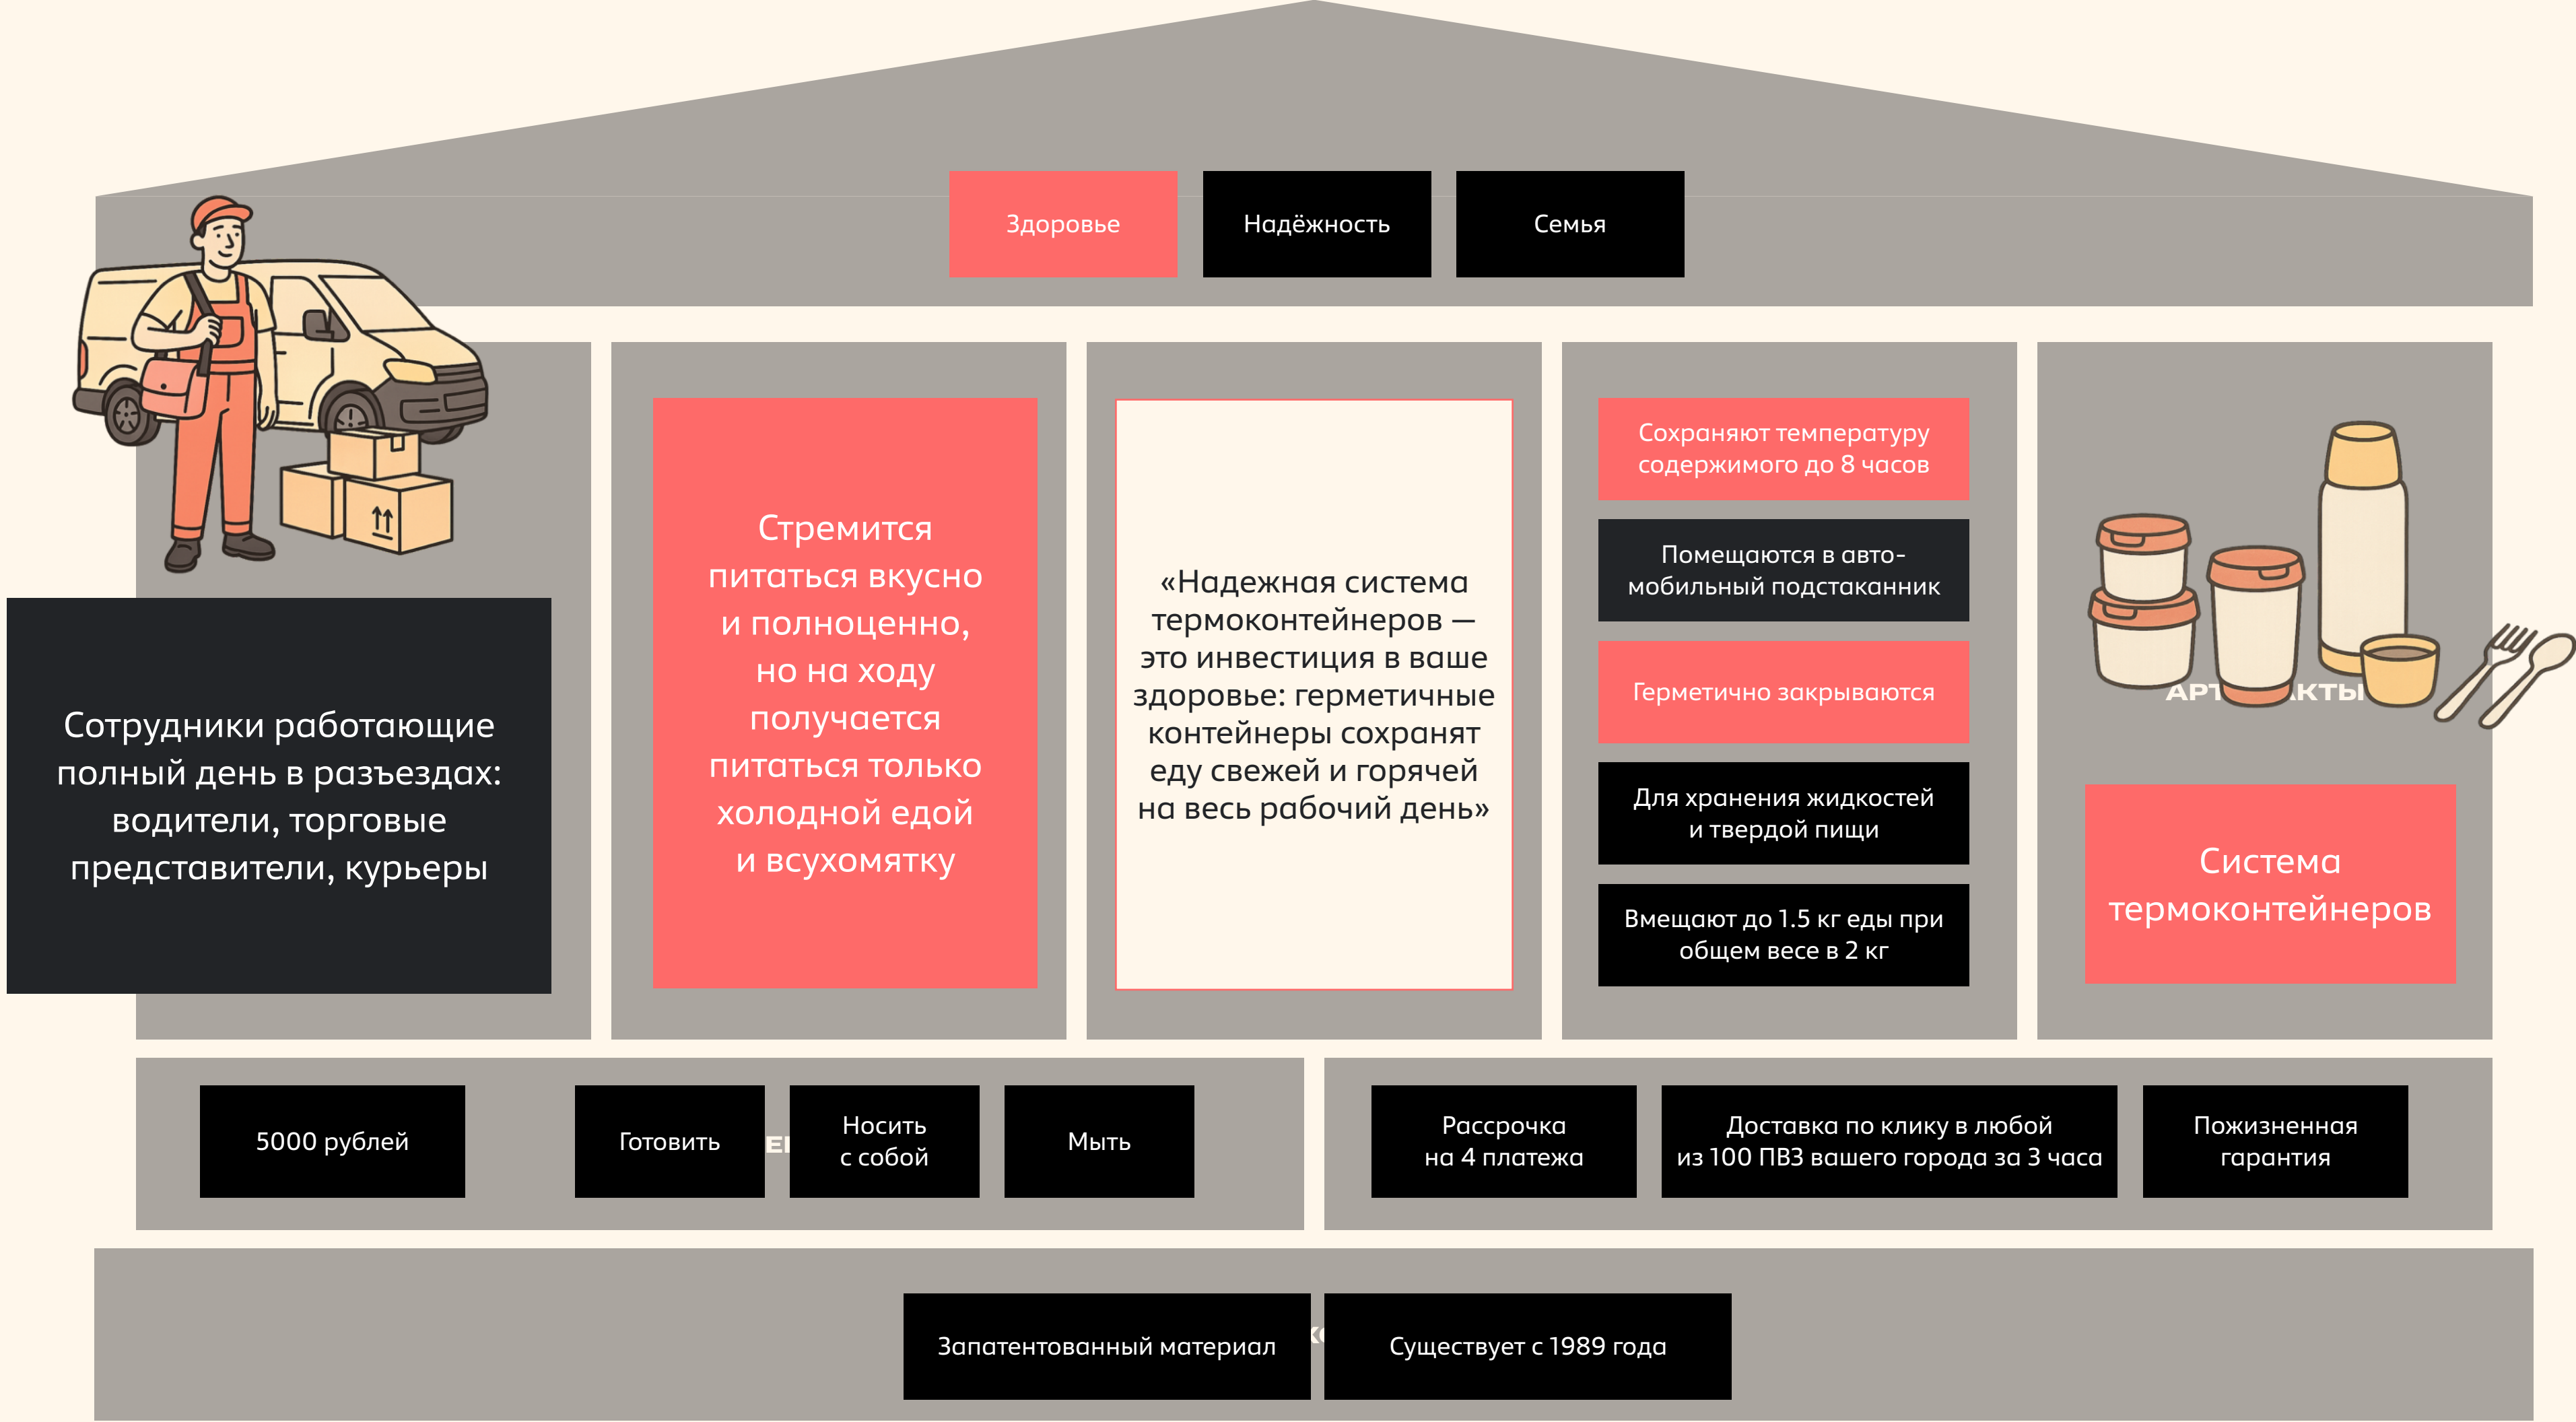 Здоровье
Надёжность
Семья
Сотрудники работающие
полный день в разъездах:
водители, торговые
представители, курьеры
Стремится
питаться вкусно
и полноценно,
но на ходу
получается
питаться только
холодной едой
и всухомятку
«Надежная система
термоконтейнеров —
это инвестиция в ваше
здоровье: герметичные
контейнеры сохранят
еду свежей и горячей
на весь рабочий день»
Сохраняют температуру
содержимого до 8 часов
Помещаются в авто-
мобильный подстаканник
Герметично закрываются
Для хранения жидкостей
и твердой пищи
Вмещают до 1.5 кг еды при
общем весе в 2 кг
Система
термоконтейнеров
5000 рублей
Готовить
Носить
с собой
Мыть
Рассрочка
на 4 платежа
Доставка по клику в любой
из 100 ПВЗ вашего города за 3 часа
Пожизненная
гарантия
Запатентованный материал
Существует с 1989 года